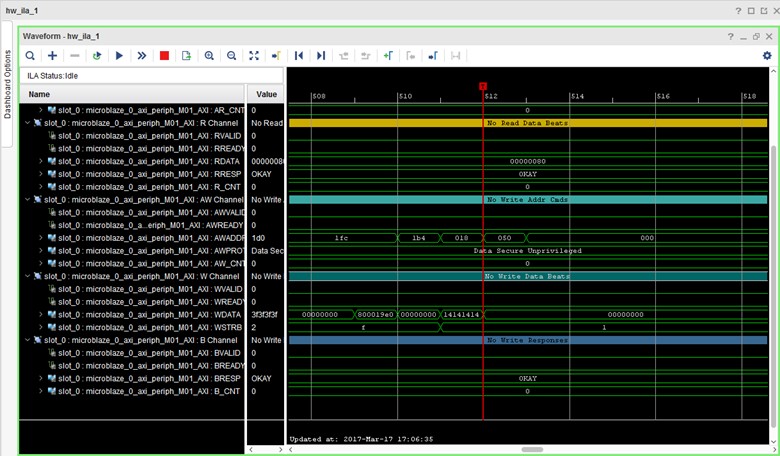 hw_ila_1
Dashboard Options
Waveform - hw_ila_1
ILA Status: Idle
Name Value
508 510 512 514 516 518
slot_0 : microblaze_0_axi_periph_M01_AXI : AR_CNT 0 0
slot_0 : microblaze_0_axi_periph_M01_AXI : R Channel No Read No Read Data Beats
slot_0 : microblaze_0_axi_periph_M01_AXI : RVALID 0
slot_0 : microblaze_0_axi_periph_M01_AXI : RREADY 0
slot_0 : microblaze_0_axi_periph_M01_AXI : RDATA 0000008 00000080
slot_0 : microblaze_0_axi_periph_M01_AXI : RRESP OKAY OKAY
slot_0 : microblaze_0_axi_periph_M01_AXI : R_CNT 0 0
slot_0 : microblaze_0_axi_periph_M01_AXI : AW Channel No Write No Write Addr Cmds
slot_0 : microblaze_0_axi_periph_M01_AXI : AWVALI 0
slot_0 : microblaze_0_a...eriph_M01_AXI : AWREADY 0
slot_0 : microblaze_0_axi_periph_M01_AXI : AWADDR 1d0 1fc 1b4 018 050 000
slot_0 : microblaze_0_axi_periph_M01_AXI : AWPROT Data Sec Data Secure Unprivileged
slot_0 : microblaze_0_axi_periph_M01_AXI : AW_CN 0 0
slot_0 : microblaze_0_axi_periph_M01_AXI : W Channel No Write No Write Data Beats
slot_0 : microblaze_0_axi_periph_M01_AXI : WVALID 0
slot_0 : microblaze_0_axi_periph_M01_AXI : WREADY 0
slot_0 : microblaze_0_axi_periph_M01_AXI : WDATA 3f3f3f3f 00000000 800019e0 00000000 14141414 00000000
slot_0 : microblaze_0_axi_periph_M01_AXI : WSTRB 2 f 1
slot_0 : microblaze_0_axi_periph_M01_AXI : B Channel No Write No Write Responses
slot_0 : microblaze_0_axi_periph_M01_AXI : BVALID 0
slot_0 : microblaze_0_axi_periph_M01_AXI : BREADY 0
slot_0 : microblaze_0_axi_periph_M01_AXI : BRESP OKAY OKAY
slot_0 : microblaze_0_axi_periph_M01_AXI : B_CNT 0 0
Updated at: 2017-Mar-17 17:06:35